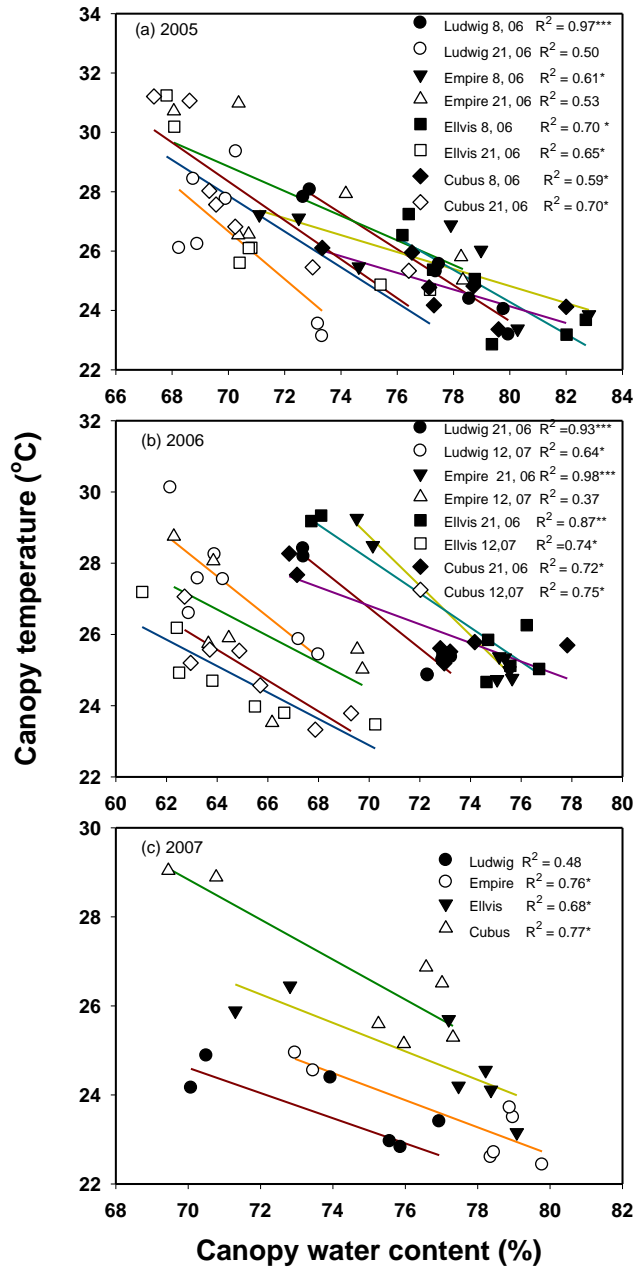 Canopy temperature (°C)
34
32
30
28
26
24
22
(a) 2005
Ludwig 8, 06 R² = 0.97***
Ludwig 21, 06 R² = 0.50
Empire 8, 06 R² = 0.61*
Empire 21, 06 R² = 0.53
Ellvis 8, 06 R² = 0.70 *
Ellvis 21, 06 R² = 0.65*
Cubus 8, 06 R² =0.59*
Cubus 21, 06 R² = 0.70*
66 68 70 72 74 76 78 80 82 84
32
30
28
26
24
22
(b) 2006
Ludwig 21, 06 R² =0.93***
Ludwig 12, 07 R² = 0.64*
Empire 21, 06 R² = 0.98***
Empire 12, 07 R² = 0.37
Ellvis 21, 06 R² = 0.87**
Ellvis 12,07 R² =0.74*
Cubus 21, 06 R² = 0.72*
Cubus 12,07 R² = 0.75*
60 62 64 66 68 70 72 74 76 78 80
30
28
26
24
22
(c) 2007
Ludwig R² = 0.48
Empire R² = 0.76*
Ellvis R² = 0.68*
Cubus R² = 0.77*
68 70 72 74 76 78 80 82
Canopy water content (%)